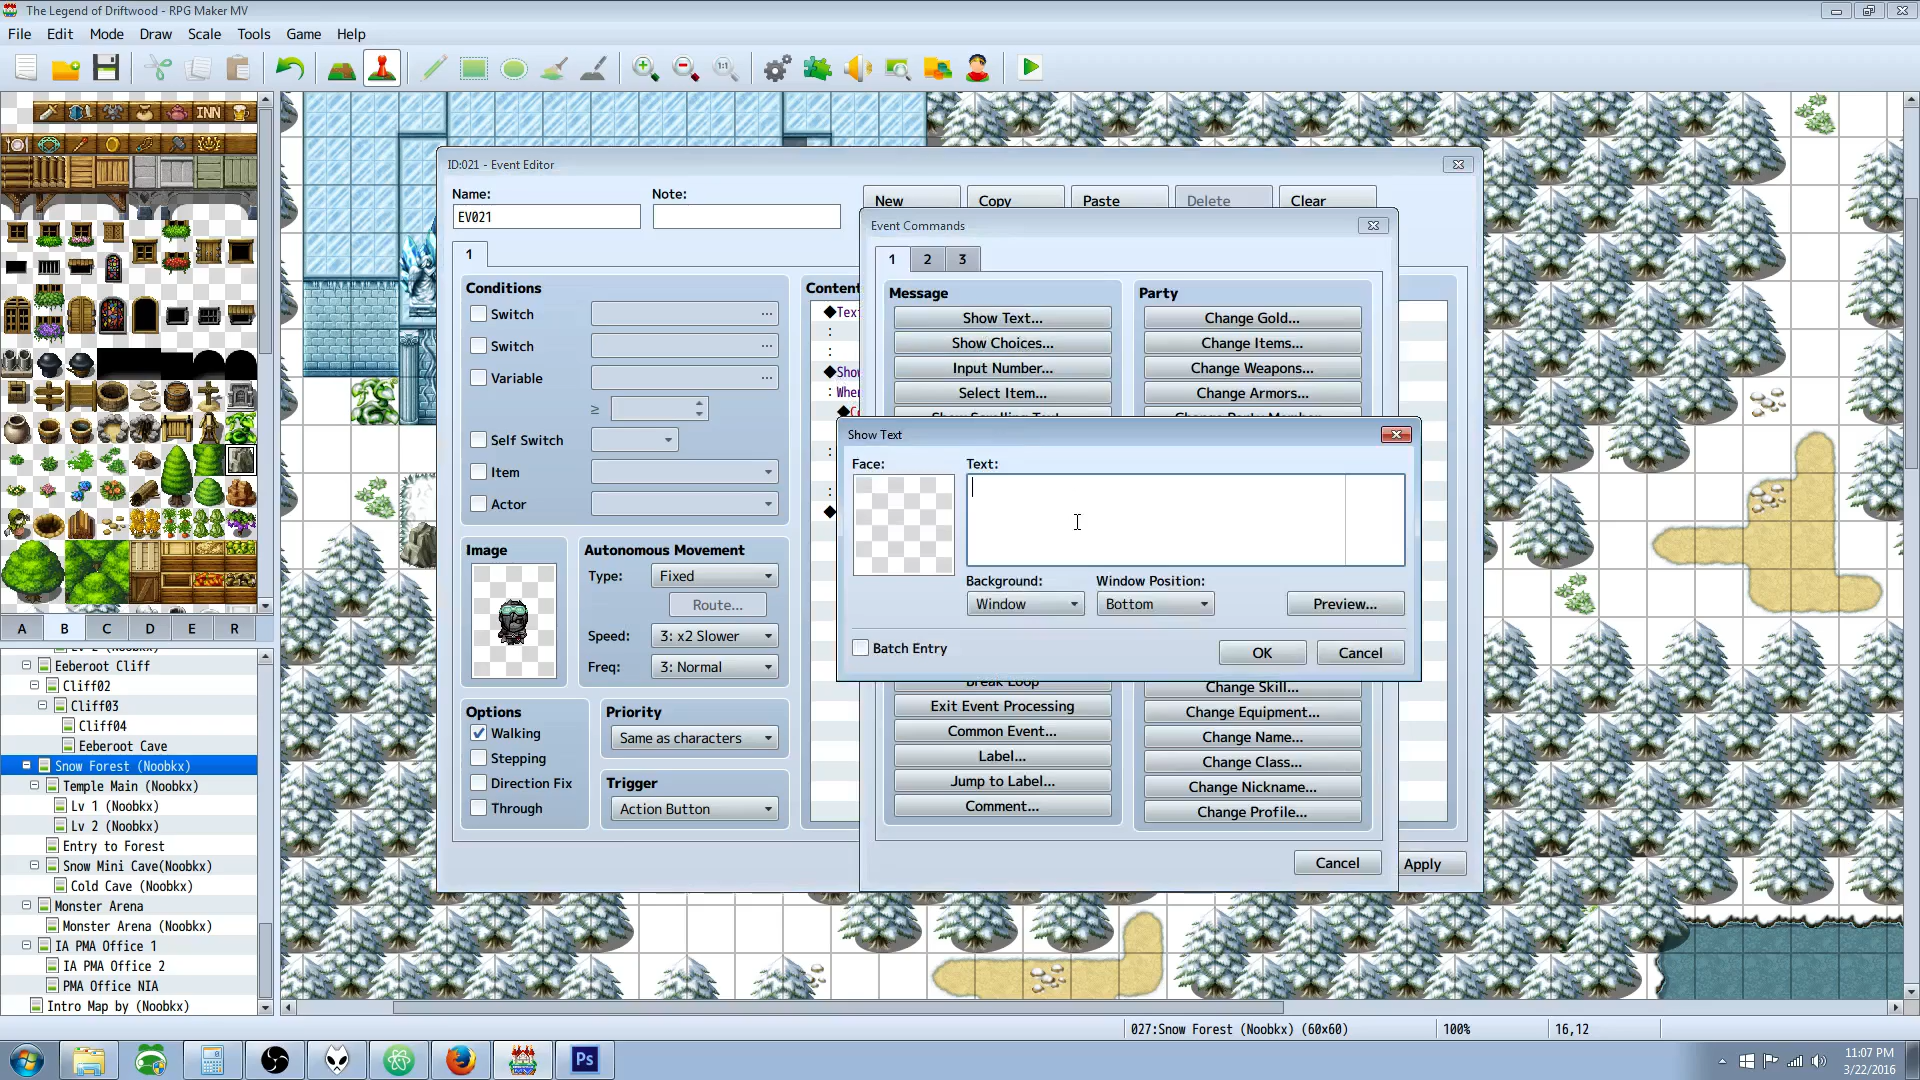 The Legend of Driftwood - RPG Maker MV
File Edit Mode Draw Scale Tools Game Help
1:1
INN
ID:021 - Event Editor
Name:
Note:
EV021
New
Copy
Paste
Delete
Clear
1
Conditions
Switch
...
Switch
...
Variable
...
≥
Self Switch
Item
Actor
Image
Autonomous Movement
Type:
Fixed
Route...
Speed:
3: x2 Slower
Freq:
3: Normal
Options
Walking
Stepping
Direction Fix
Through
Priority
Same as characters
Trigger
Action Button
Content
◆Tex
:
:
◆Sho
: Whe
:
:
◆
Apply
Event Commands
1 2 3
Message
Show Text...
Show Choices...
Input Number...
Select Item...
Break Loop
Exit Event Processing
Common Event...
Label...
Jump to Label...
Comment...
Party
Change Gold...
Change Items...
Change Weapons...
Change Armors...
Change Skill...
Change Equipment...
Change Name...
Change Class...
Change Nickname...
Change Profile...
Cancel
Show Text
Face:
Text:
Background:
Window
Window Position:
Bottom
Preview...
Batch Entry
OK
Cancel
A B C D E R
Eeberoot Cliff
Cliff02
Cliff03
Cliff04
Eeberoot Cave
Snow Forest (Noobkx)
Temple Main (Noobkx)
Lv 1 (Noobkx)
Lv 2 (Noobkx)
Entry to Forest
Snow Mini Cave(Noobkx)
Cold Cave (Noobkx)
Monster Arena
Monster Arena (Noobkx)
IA PMA Office 1
IA PMA Office 2
PMA Office NIA
Intro Map by (Noobkx)
027:Snow Forest (Noobkx) (60x60)
100%
16,12
Ps
11:07 PM
3/22/2016